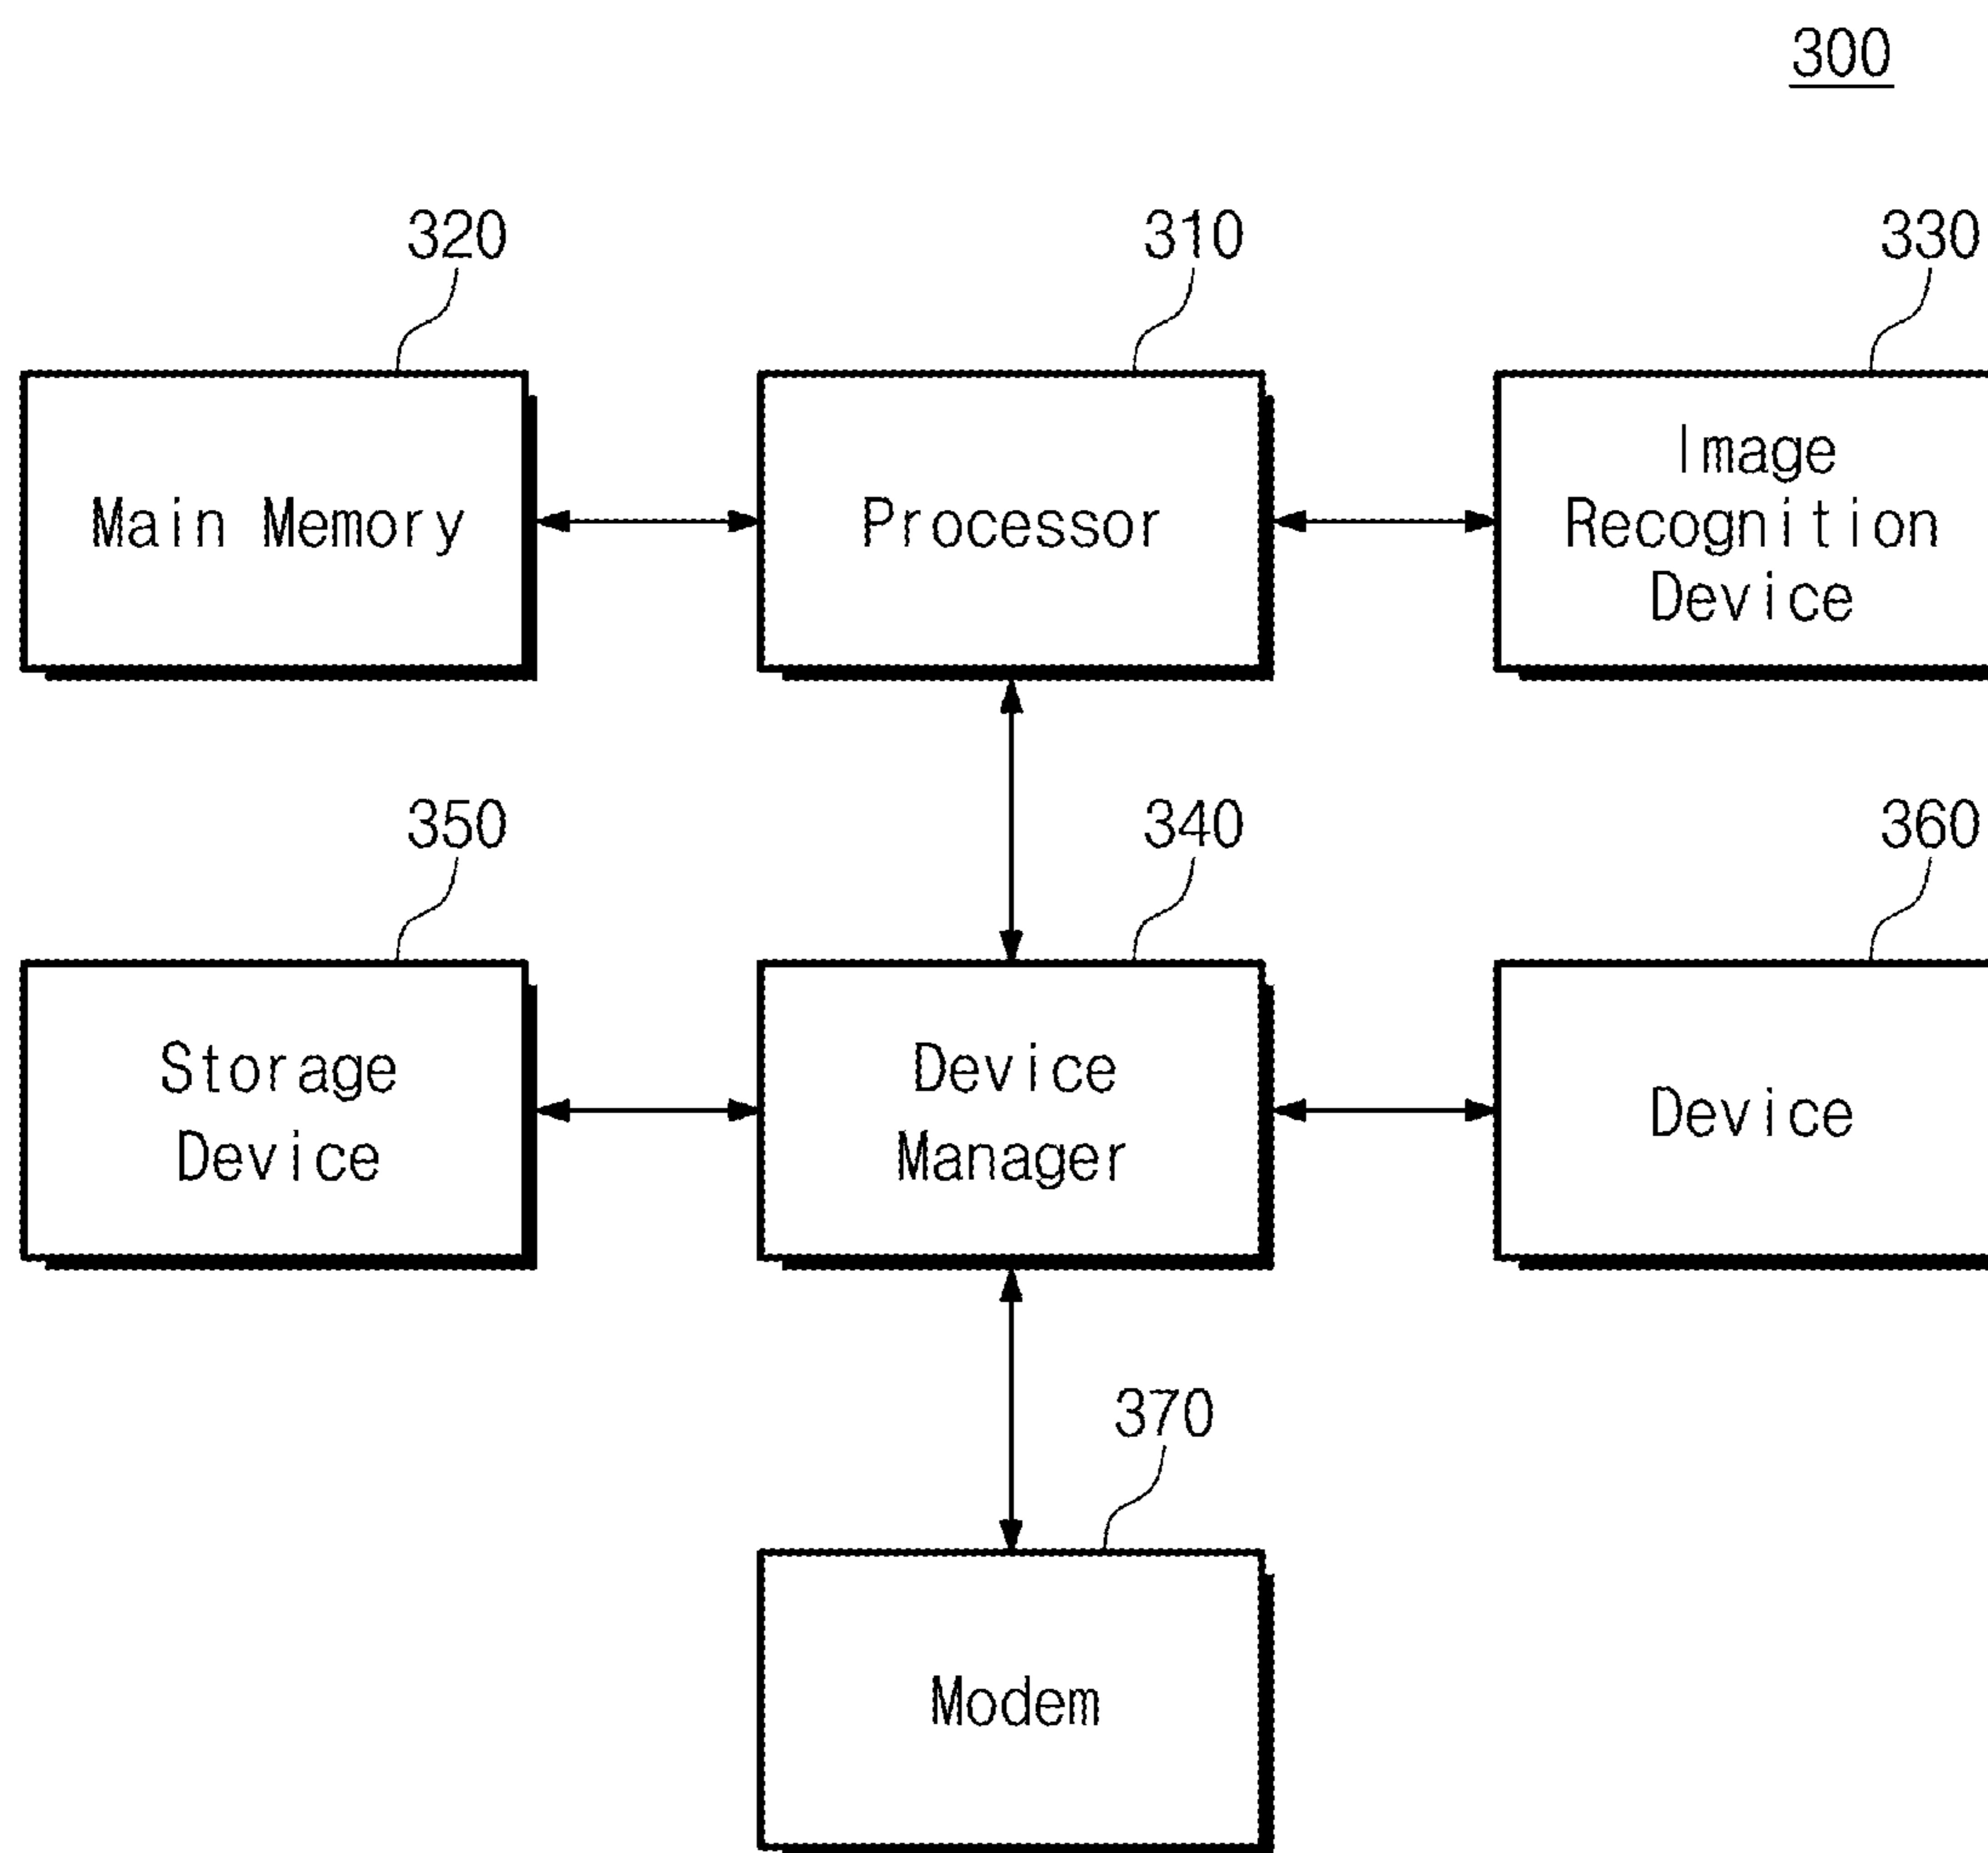 300
320
310
330
Main Memory
Processor
Image
Recognition
Device
350
340
360
Storage
Device
Device
Manager
Device
370
Modem